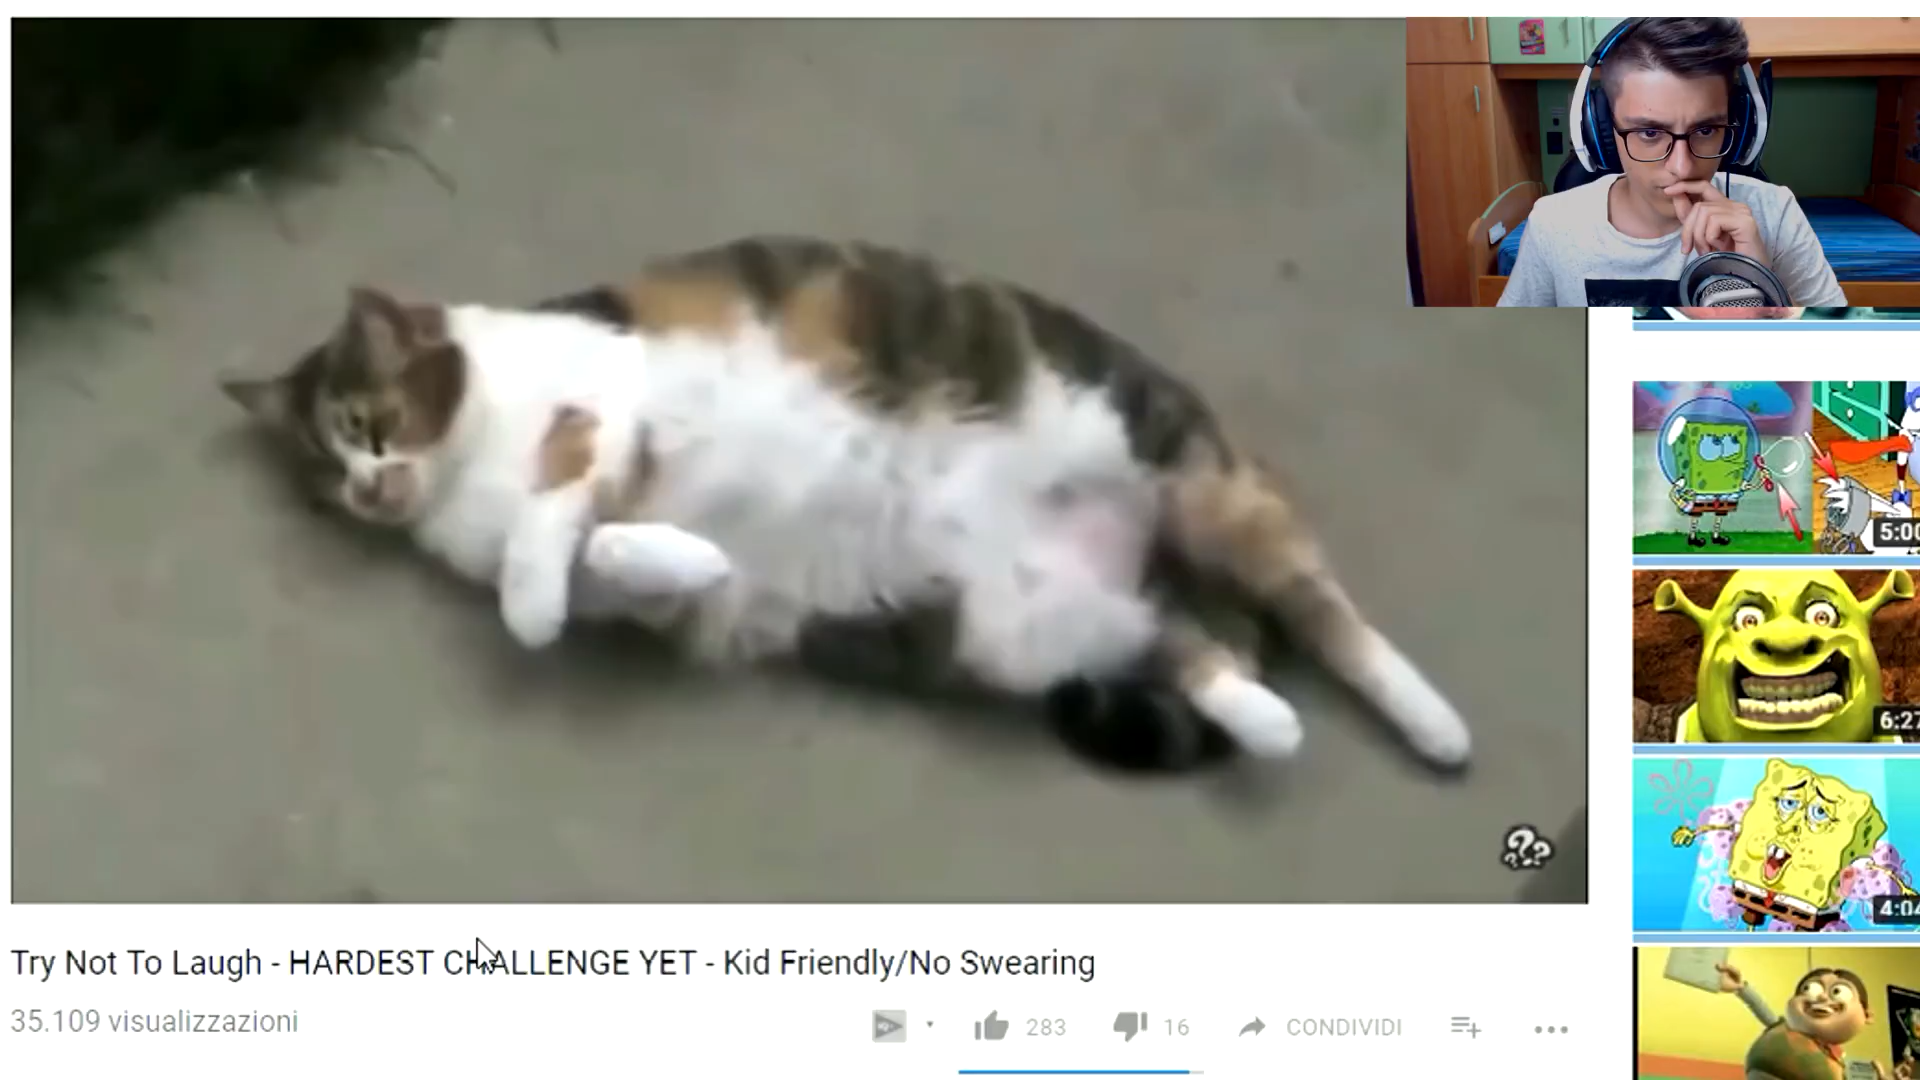 5:00
6:27
4:04
Try Not To Laugh - HARDEST CHALLENGE YET - Kid Friendly/No Swearing
35.109 visualizzazioni
283
16
CONDIVIDI